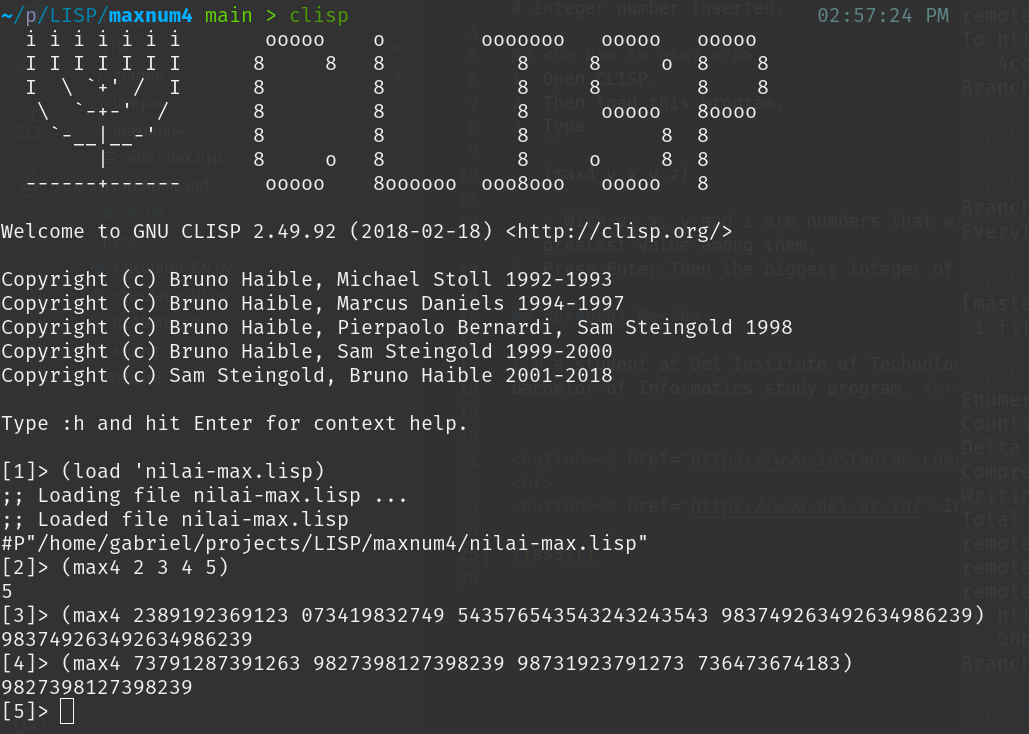 ~/p/LISP/maxnum4 main > clisp 02:57:24 PM
  i i i i i i i       ooooo    o        ooooooo   ooooo   ooooo
  I I I I I I I      8     8   8           8     8     o  8    8
  I  \ `+' /  I      8         8           8     8        8    8
   \  `-+-'  /       8         8           8      ooooo   8oooo
    `-__|__-'        8         8           8           8  8
        |            8     o   8           8     o     8  8
  ------+------       ooooo    8oooooo  ooo8ooo   ooooo   8
Welcome to GNU CLISP 2.49.92 (2018-02-18) <http://clisp.org/>
Copyright (c) Bruno Haible, Michael Stoll 1992-1993
Copyright (c) Bruno Haible, Marcus Daniels 1994-1997
Copyright (c) Bruno Haible, Pierpaolo Bernardi, Sam Steingold 1998
Copyright (c) Bruno Haible, Sam Steingold 1999-2000
Copyright (c) Sam Steingold, Bruno Haible 2001-2018
Type :h and hit Enter for context help.
[1]> (load 'nilai-max.lisp)
;; Loading file nilai-max.lisp ...
;; Loaded file nilai-max.lisp
#P"/home/gabriel/projects/LISP/maxnum4/nilai-max.lisp"
[2]> (max4 2 3 4 5)
5
[3]> (max4 2389192369123 073419832749 543576543543243243543 983749263492634986239)
983749263492634986239
[4]> (max4 73791287391263 9827398127398239 98731923791273 736473674183)
9827398127398239
[5]>